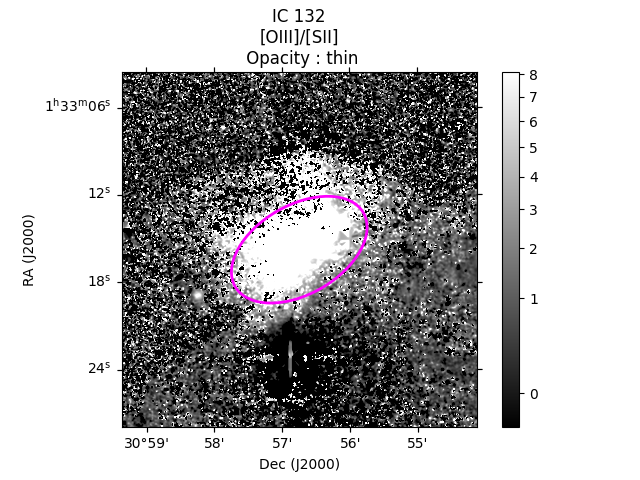 IC 132
[OIII]/[SII]
Opacity : thin
1h33m06s
12s
18s
24s
RA (J2000)
30°59' 58' 57' 56' 55'
Dec (J2000)
8
7
6
5
4
3
2
1
0